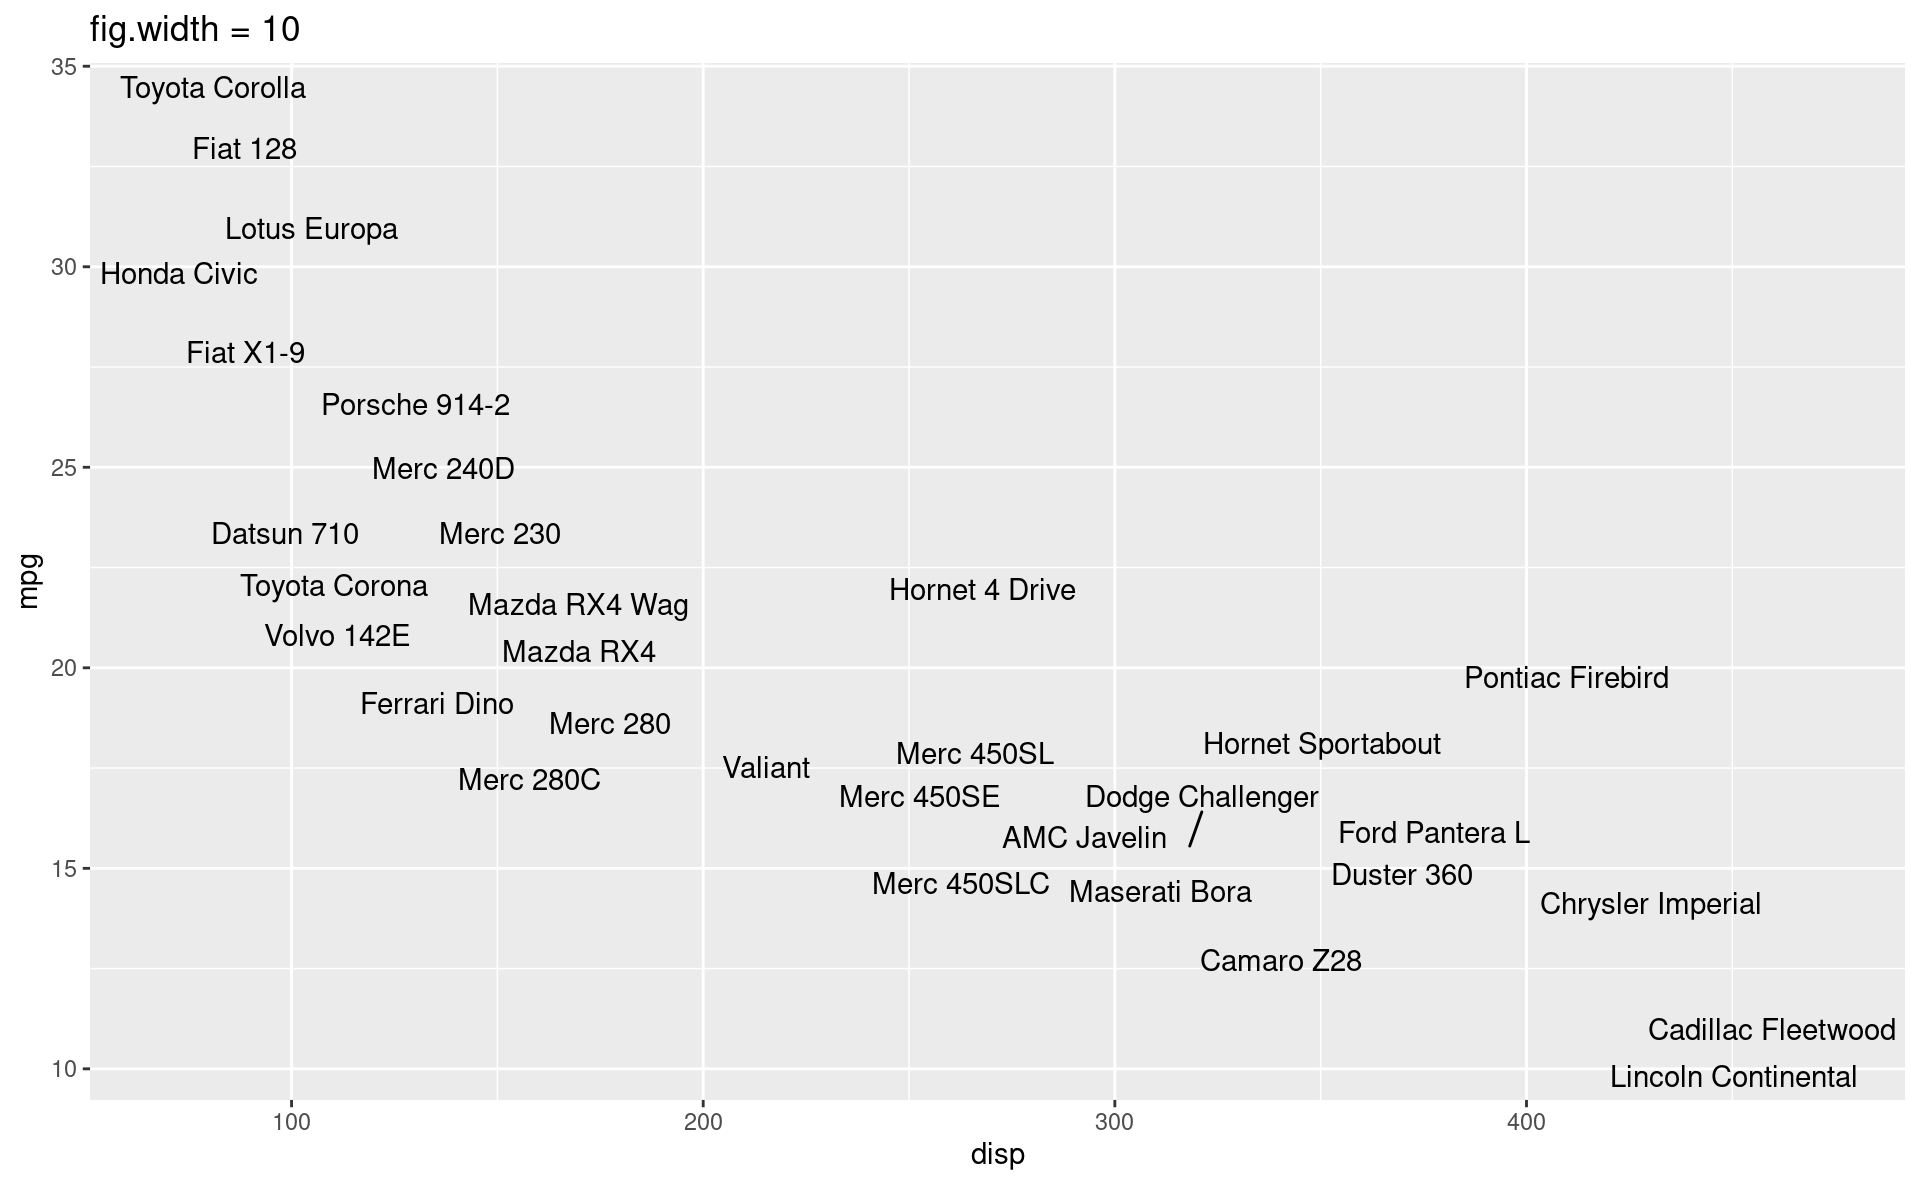 fig.width = 10
35
Toyota Corolla
Fiat 128
Lotus Europa
30
Honda Civic
Fiat X1-9
Porsche 914-2
25
Merc 240D
Datsun 710
Merc 230
mpg
Toyota Corona
Hornet 4 Drive
Mazda RX4 Wag
Volvo 142E
Mazda RX4
20
Pontiac Firebird
Ferrari Dino
Merc 280
Hornet Sportabout
Merc 450SL
Valiant
Merc 280C
Merc 450SE
Dodge Challenger
Ford Pantera L
AMC Javelin
15
Duster 360
Merc 450SLC
Maserati Bora
Chrysler Imperial
Camaro Z28
Cadillac Fleetwood
10
Lincoln Continental
100
200
300
400
disp